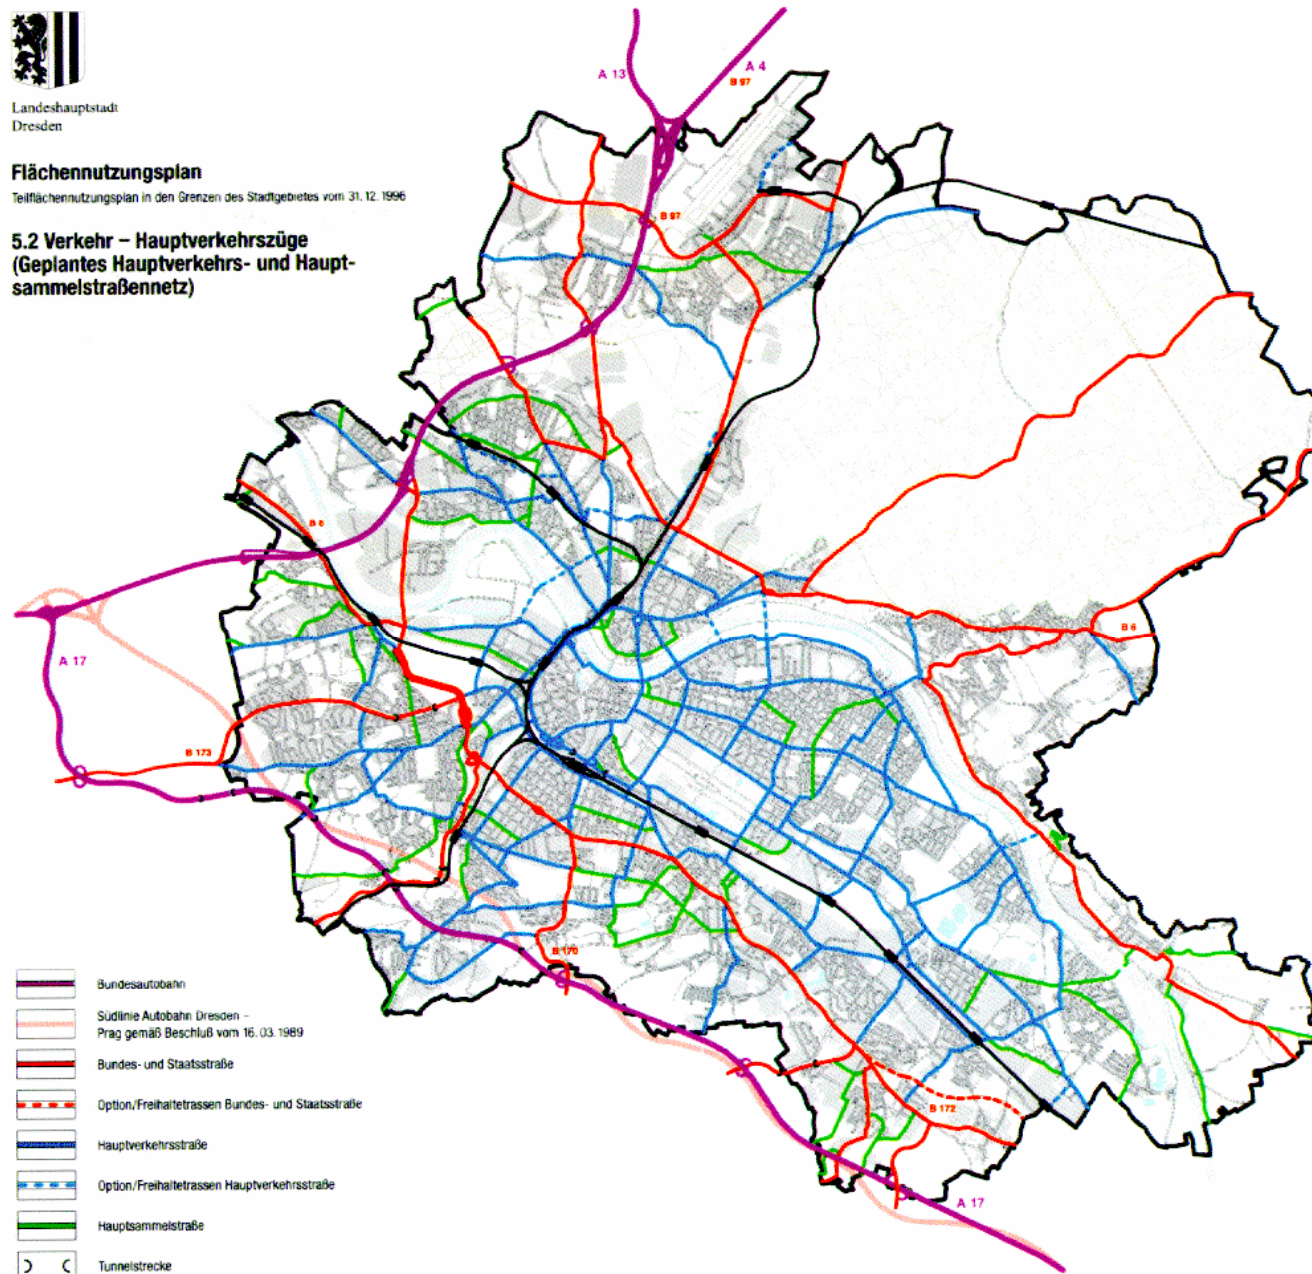 Landeshauptstadt
Dresden
Flächennutzungsplan
Teilflächennutzungsplan in den Grenzen des Stadtgebietes vom 31. 12. 1996
5.2 Verkehr – Hauptverkehrszüge
(Geplantes Hauptverkehrs- und Haupt-
sammelstraßennetz)
A 13
A 4
B 97
B 97
B 6
B 6
A 17
B 173
B 170
B 172
A 17
Bundesautobahn
Südlinie Autobahn Dresden –
Prag gemäß Beschluß vom 16. 03. 1989
Bundes- und Staatsstraße
Option/Freihaltetrassen Bundes- und Staatsstraße
Hauptverkehrsstraße
Option/Freihaltetrassen Hauptverkehrsstraße
Hauptsammelstraße
Tunnelstrecke